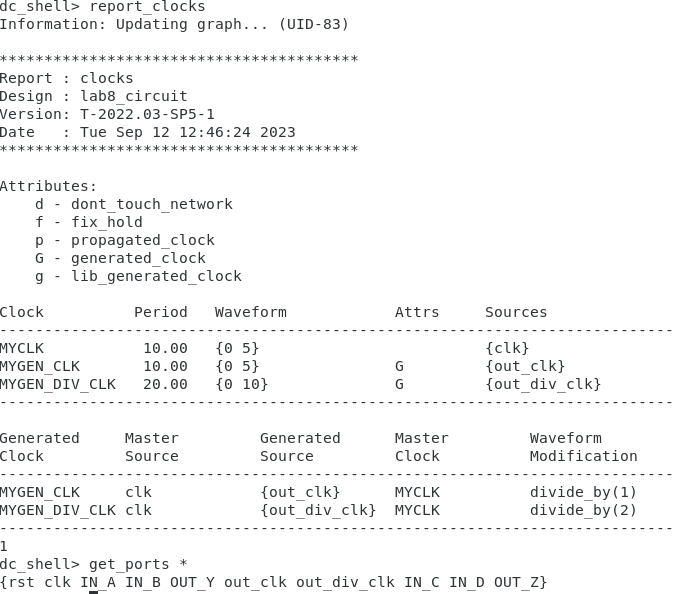 dc_shell> report_clocks
Information: Updating graph... (UID-83)
****************************************
Report : clocks
Design : lab8_circuit
Version: T-2022.03-SP5-1
Date   : Tue Sep 12 12:46:24 2023
****************************************
Attributes:
    d - dont_touch_network
    f - fix_hold
    p - propagated_clock
    G - generated_clock
    g - lib_generated_clock
Clock          Period   Waveform            Attrs     Sources
---------------------------------------------------------------------------
MYCLK           10.00   {0 5}                         {clk}
MYGEN_CLK       10.00   {0 5}               G         {out_clk}
MYGEN_DIV_CLK   20.00   {0 10}              G         {out_div_clk}
---------------------------------------------------------------------------
Generated     Master         Generated      Master         Waveform
Clock         Source         Source         Clock          Modification
---------------------------------------------------------------------------
MYGEN_CLK     clk            {out_clk}      MYCLK          divide_by(1)
MYGEN_DIV_CLK clk            {out_div_clk}  MYCLK          divide_by(2)
---------------------------------------------------------------------------
1
dc_shell> get_ports *
{rst clk IN_A IN_B OUT_Y out_clk out_div_clk IN_C IN_D OUT_Z}